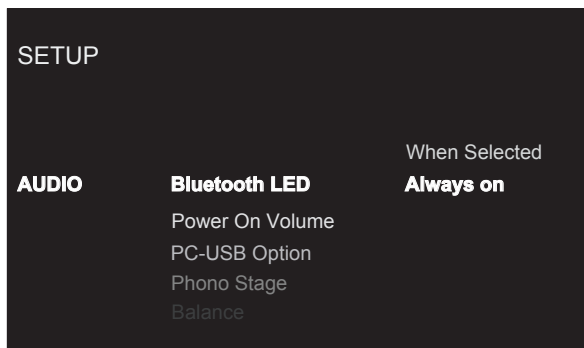 SETUP
When Selected
AUDIO Bluetooth LED Always on
Power On Volume
PC-USB Option
Phono Stage
Balance